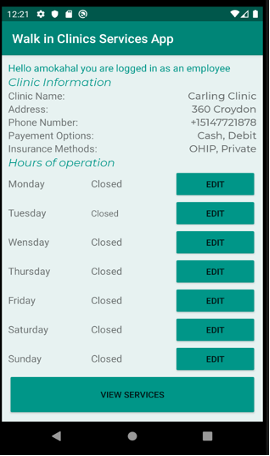 12:21
Walk in Clinics Services App
Hello amokahal you are logged in as an employee
Clinic Information
Clinic Name: Carling Clinic
Address: 360 Croydon
Phone Number: +15147721878
Payement Options: Cash, Debit
Insurance Methods: OHIP, Private
Hours of operation
Monday Closed EDIT
Tuesday Closed EDIT
Wensday Closed EDIT
Thursday Closed EDIT
Friday Closed EDIT
Saturday Closed EDIT
Sunday Closed EDIT
VIEW SERVICES